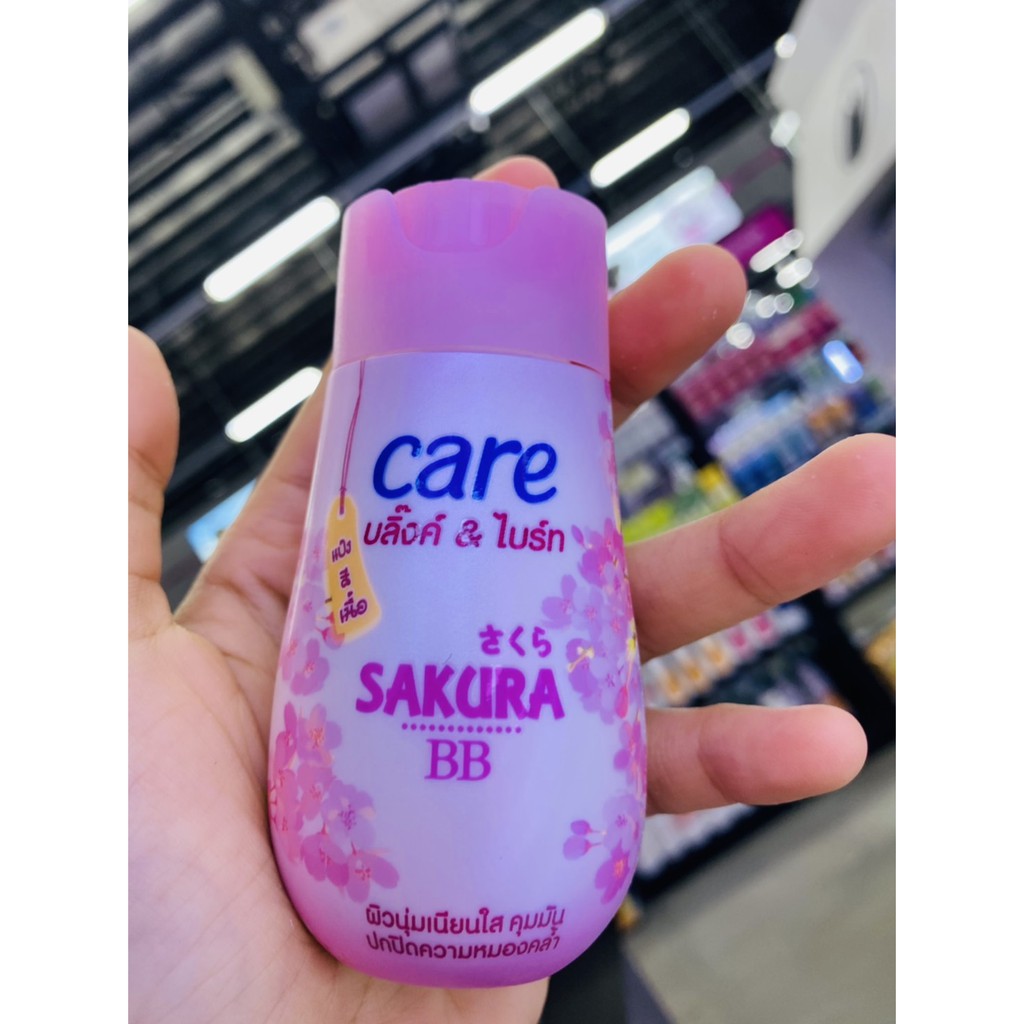 care
บลิ๊งค์ & ไบร์ท
แป้ง
สี
เนื้อ
さくら
SAKURA
BB
ผิวนุ่มเนียนใส คุมมัน
ปกปิดความหมองคล้ำ